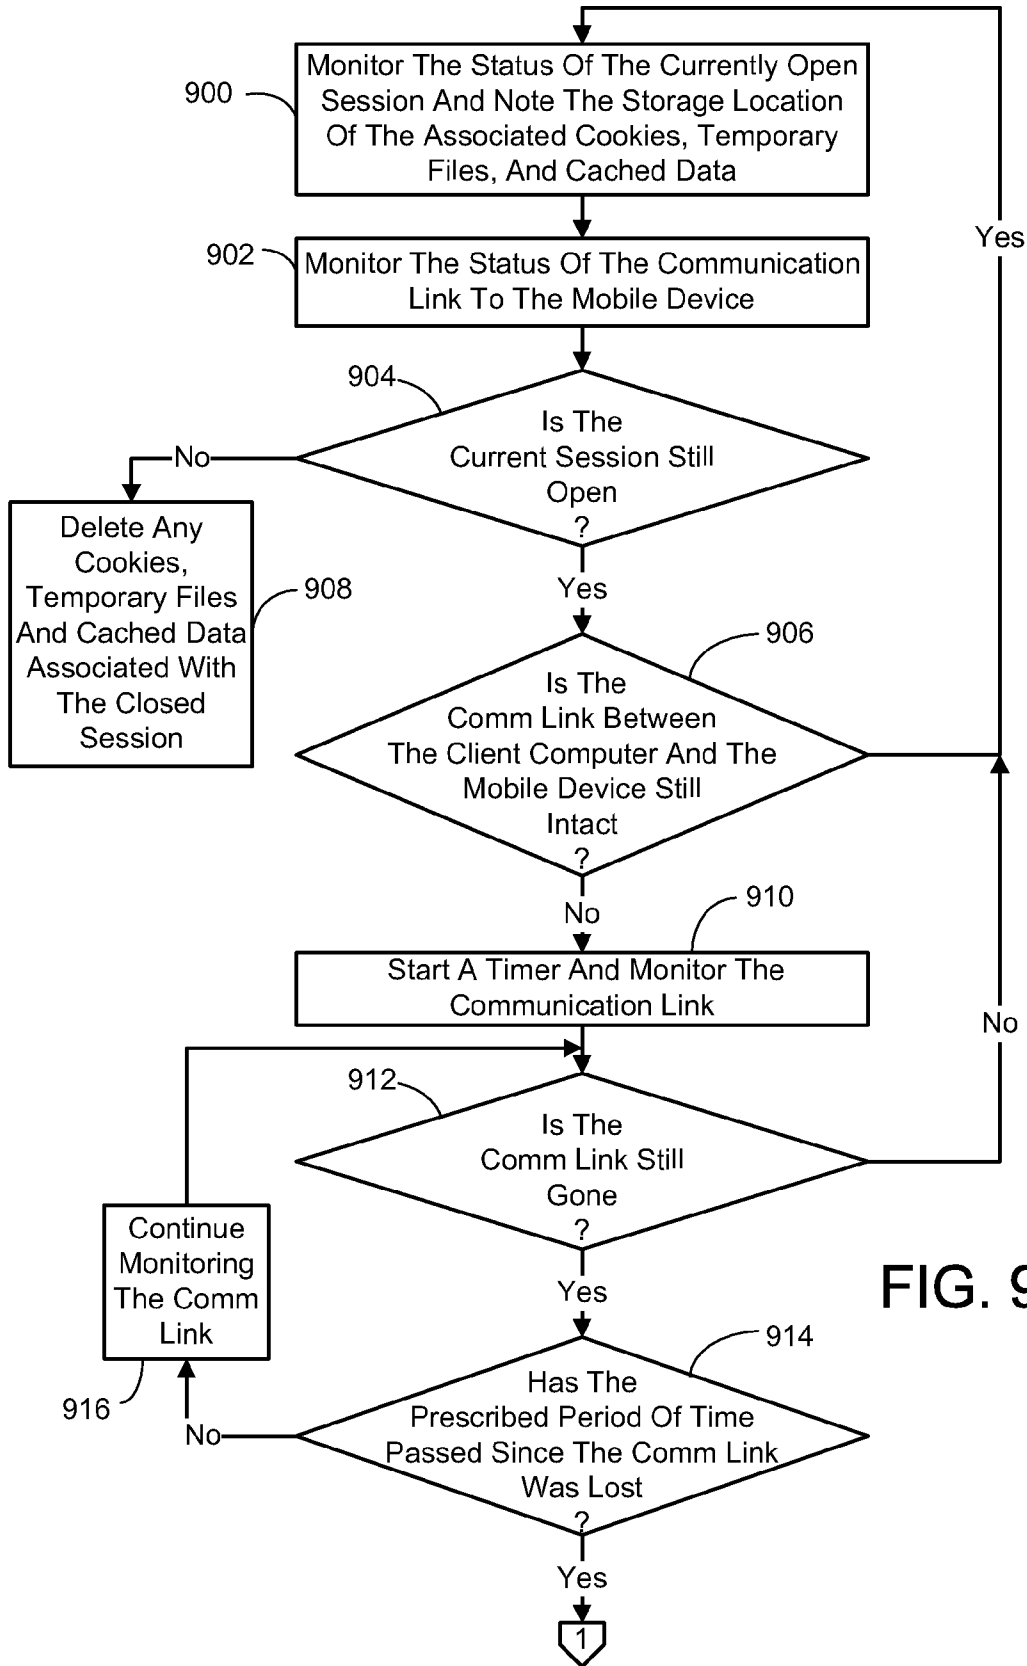 Monitor The Status Of The Currently Open
Session And Note The Storage Location
Of The Associated Cookies, Temporary
Files, And Cached Data
900
Yes
902
Monitor The Status Of The Communication
Link To The Mobile Device
904
Is The
Current Session Still
Open
?
No
Yes
Delete Any
Cookies,
Temporary Files
And Cached Data
Associated With
The Closed
Session
908
906
Is The
Comm Link Between
The Client Computer And The
Mobile Device Still
Intact
?
No
910
Start A Timer And Monitor The
Communication Link
No
912
Is The
Comm Link Still
Gone
?
Yes
Continue
Monitoring
The Comm
Link
916
FIG. 9
914
Has The
Prescribed Period Of Time
Passed Since The Comm Link
Was Lost
?
No
Yes
1